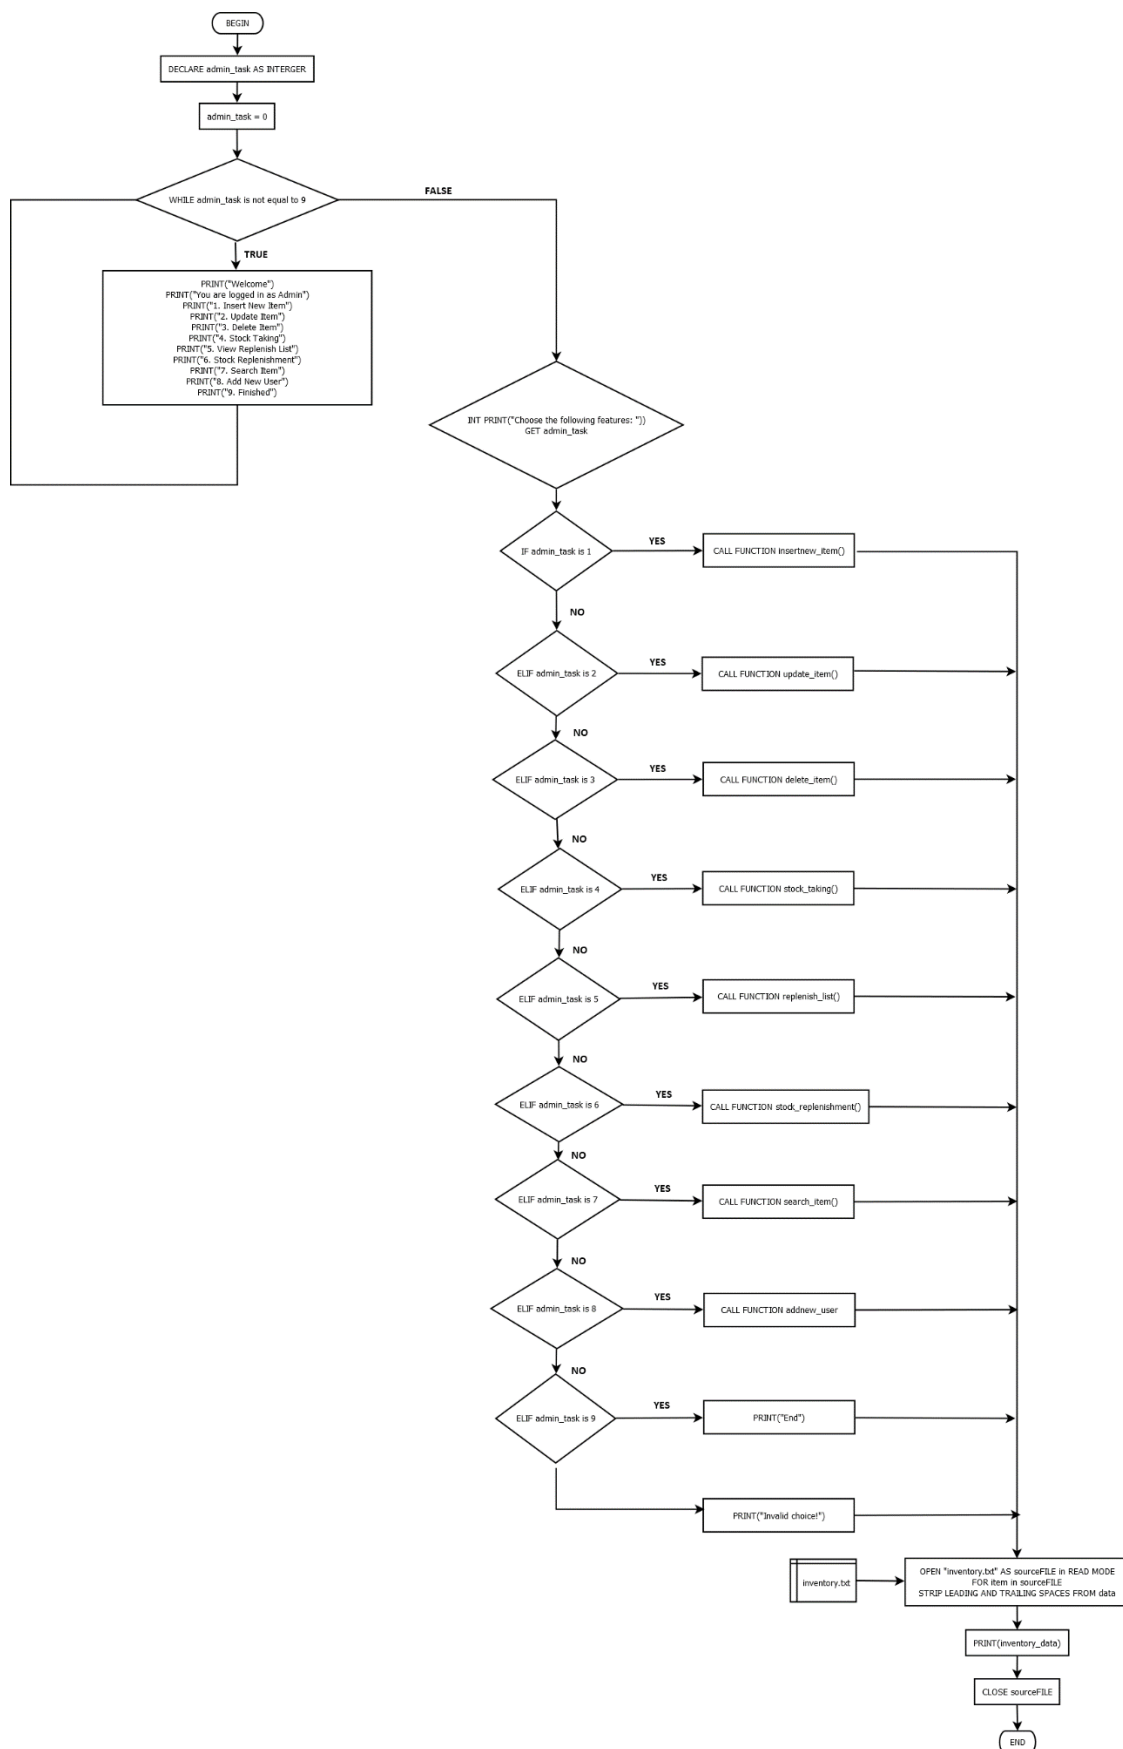 BEGIN
DECLARE admin_task AS INTERGER
admin_task = 0
WHILE admin_task is not equal to 9
FALSE
TRUE
PRINT("Welcome")
PRINT("You are logged in as Admin")
PRINT("1. Insert New Item")
PRINT("2. Update Item")
PRINT("3. Delete Item")
PRINT("4. Stock Taking")
PRINT("5. View Replenish List")
PRINT("6. Stock Replenishment")
PRINT("7. Search Item")
PRINT("8. Add New User")
PRINT("9. Finished")
INT PRINT("Choose the following features: "))
GET admin_task
IF admin_task is 1
YES
CALL FUNCTION insertnew_item()
NO
ELIF admin_task is 2
YES
CALL FUNCTION update_item()
NO
ELIF admin_task is 3
YES
CALL FUNCTION delete_item()
NO
ELIF admin_task is 4
YES
CALL FUNCTION stock_taking()
NO
ELIF admin_task is 5
YES
CALL FUNCTION replenish_list()
NO
ELIF admin_task is 6
YES
CALL FUNCTION stock_replenishment()
NO
ELIF admin_task is 7
YES
CALL FUNCTION search_item()
NO
ELIF admin_task is 8
YES
CALL FUNCTION addnew_user
NO
ELIF admin_task is 9
YES
PRINT("End")
PRINT("Invalid choice!")
inventory.txt
OPEN "inventory.txt" AS sourceFILE in READ MODE
FOR item in sourceFILE
STRIP LEADING AND TRAILING SPACES FROM data
PRINT(inventory_data)
CLOSE sourceFILE
END